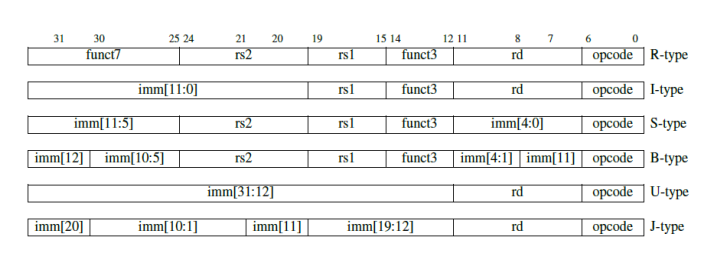 31 30 25 24 21 20 19 15 14 12 11 8 7 6 0
funct7 rs2 rs1 funct3 rd opcode R-type
imm[11:0] rs1 funct3 rd opcode I-type
imm[11:5] rs2 rs1 funct3 imm[4:0] opcode S-type
imm[12] imm[10:5] rs2 rs1 funct3 imm[4:1] imm[11] opcode B-type
imm[31:12] rd opcode U-type
imm[20] imm[10:1] imm[11] imm[19:12] rd opcode J-type